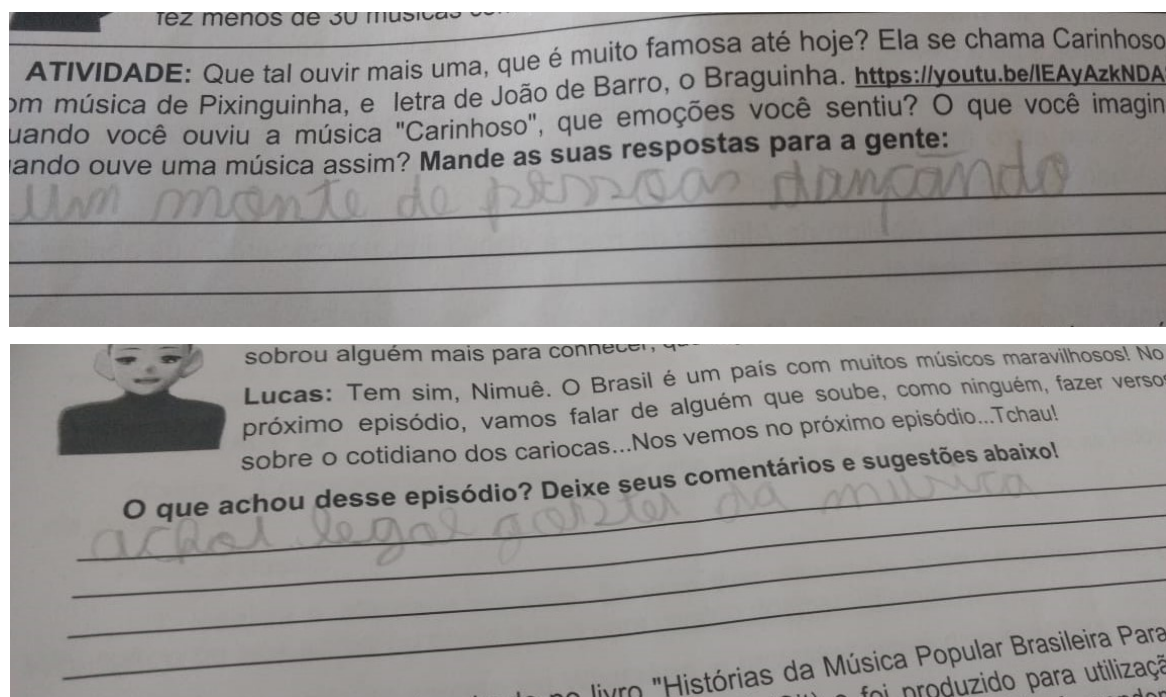 fez menos de 30 músicas
ATIVIDADE: Que tal ouvir mais uma, que é muito famosa até hoje? Ela se chama Carinhoso
om música de Pixinguinha, e letra de João de Barro, o Braguinha. https://youtu.be/IEAyAzkNDA
uando você ouviu a música "Carinhoso", que emoções você sentiu? O que você imagin
ando ouve uma música assim? Mande as suas respostas para a gente:
Um monte de pessoas dançando
sobrou alguém mais para conhecer,
Lucas: Tem sim, Nimuê. O Brasil é um país com muitos músicos maravilhosos! No
próximo episódio, vamos falar de alguém que soube, como ninguém, fazer verso
sobre o cotidiano dos cariocas...Nos vemos no próximo episódio...Tchau!
O que achou desse episódio? Deixe seus comentários e sugestões abaixo!
achei legal gostei da musica
no livro "Histórias da Música Popular Brasileira Para
foi produzido para utilizaçã